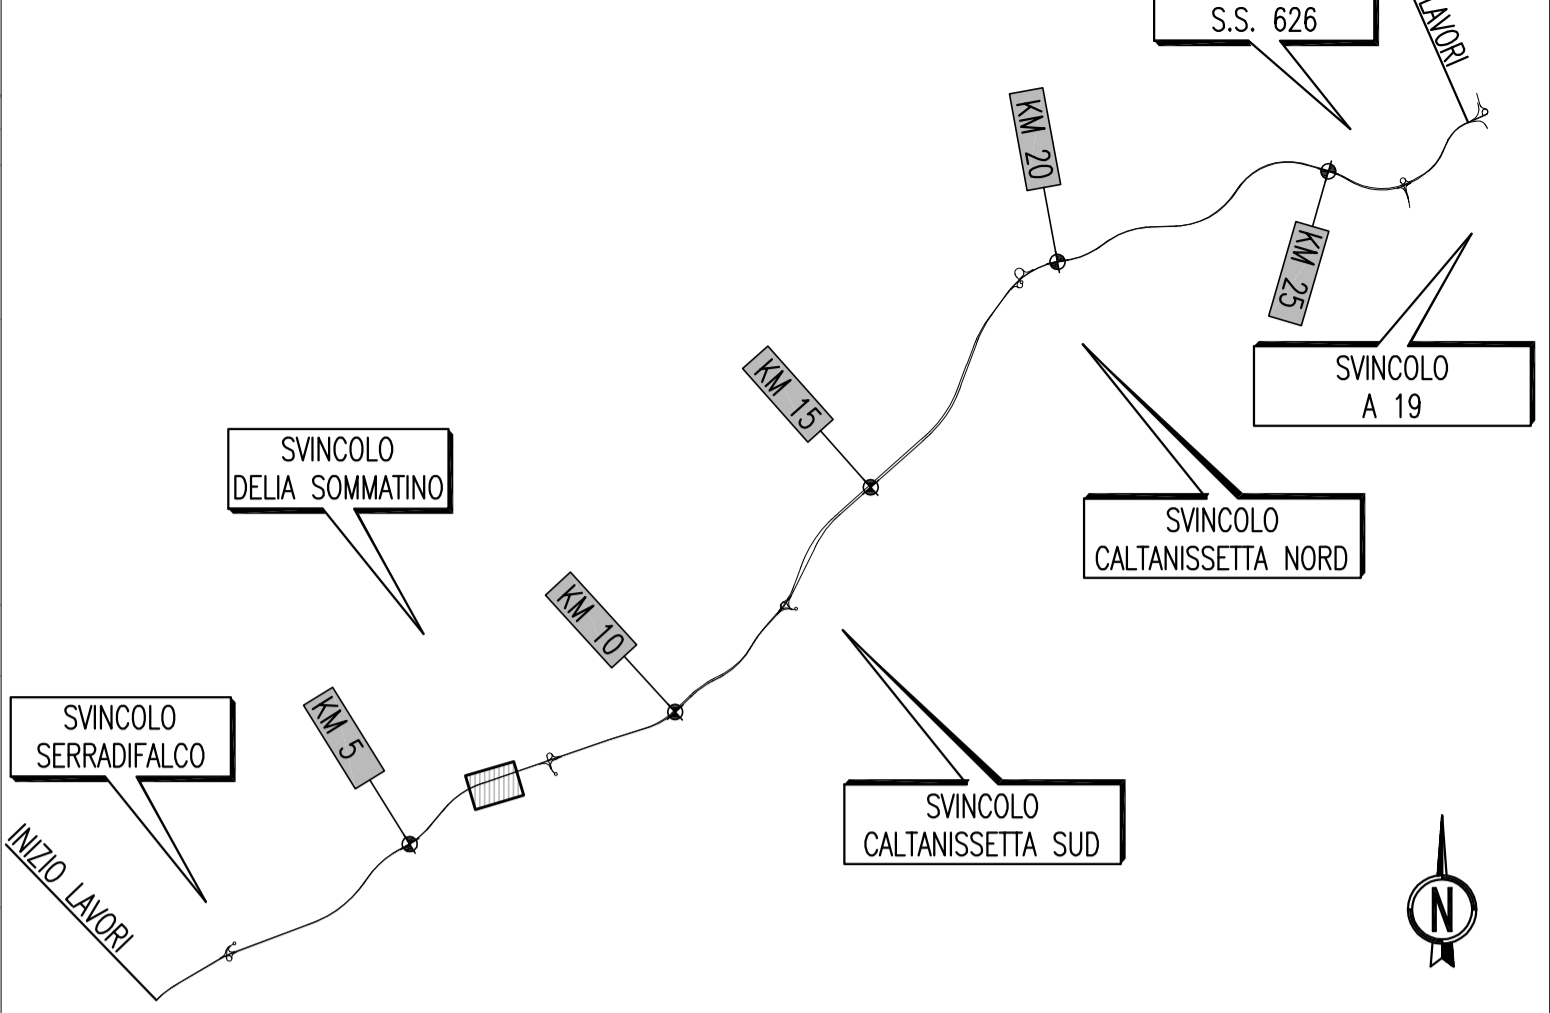 S.S. 626
LAVORI
KM 20
KM 25
SVINCOLO
A 19
KM 15
SVINCOLO
DELIA SOMMATINO
SVINCOLO
CALTANISSETTA NORD
KM 10
SVINCOLO
SERRADIFALCO
KM 5
SVINCOLO
CALTANISSETTA SUD
INIZIO LAVORI
N